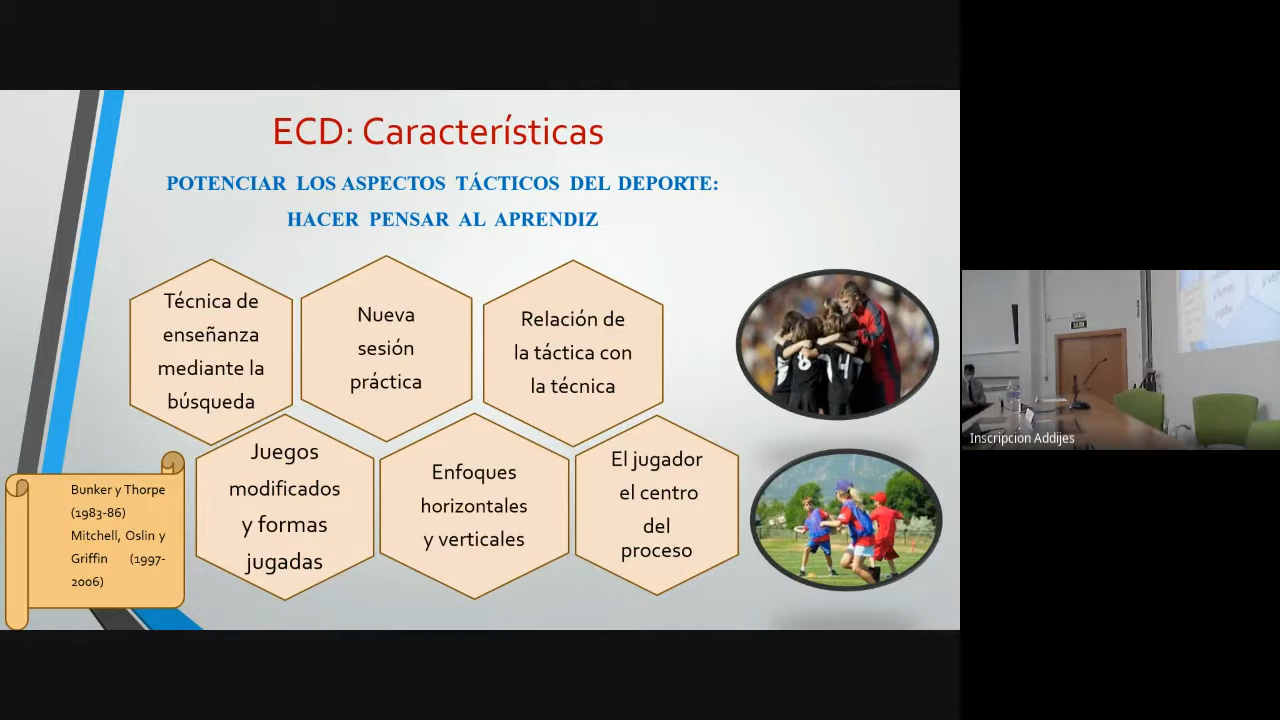 ECD: Características
POTENCIAR LOS ASPECTOS TÁCTICOS DEL DEPORTE:
HACER PENSAR AL APRENDIZ
Técnica de
enseñanza
mediante la
búsqueda
Nueva
sesión
práctica
Relación de
la táctica con
la técnica
Juegos
modificados
y formas
jugadas
Enfoques
horizontales
y verticales
El jugador
el centro
del
proceso
Bunker y Thorpe
(1983-86)
Mitchell, Oslin y
Griffin (1997-
2006)
8
4
Inscripcion Addijes